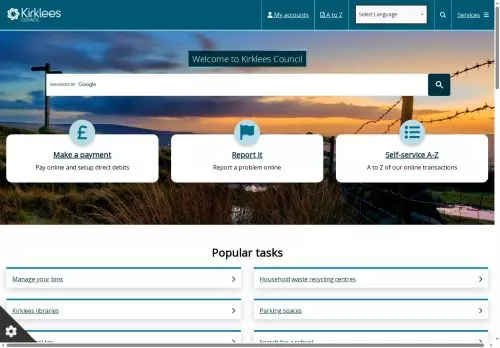 Kirklees
COUNCIL
My accounts
A to Z
Select Language
Services
Welcome to Kirklees Council
ENHANCED BY Google
Make a payment
Pay online and setup direct debits
Report it
Report a problem online
Self-service A-Z
A to Z of our online transactions
Popular tasks
Manage your bins
Household waste recycling centres
Kirklees libraries
Parking spaces
Search for a school